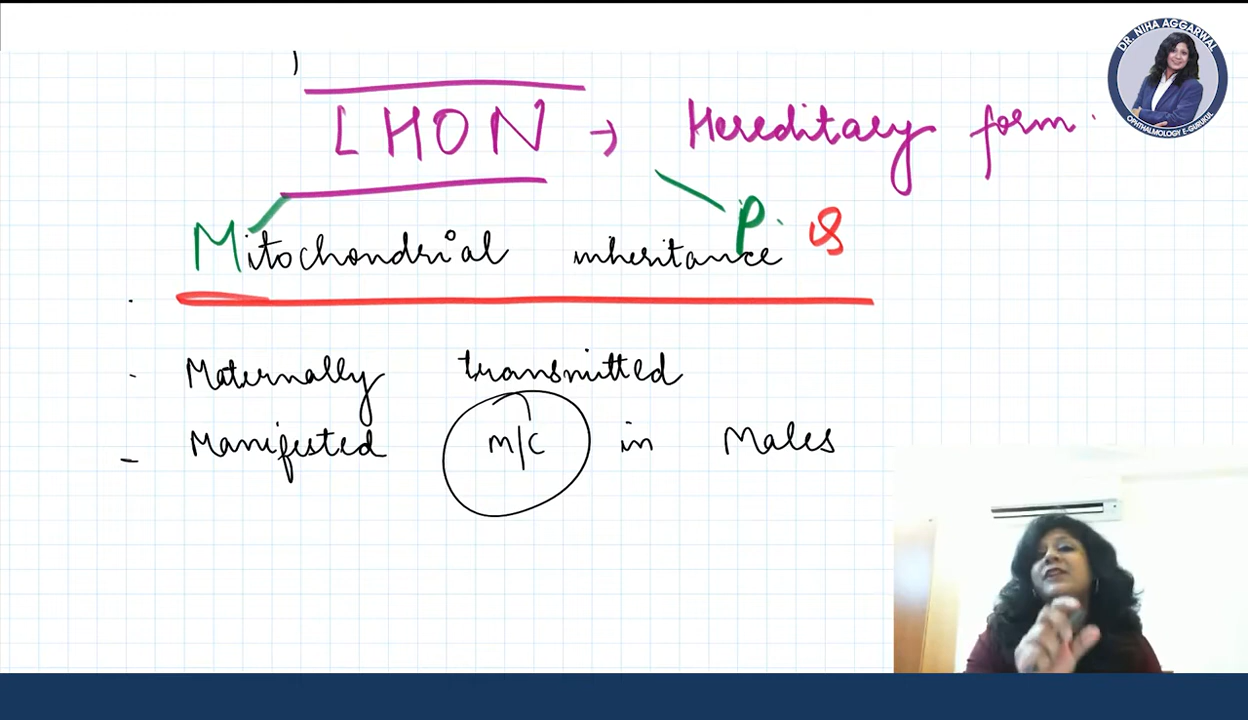 DR. NIHA AGGARWAL
OPHTHALMOLOGY E-GURUKUL
LHON → Hereditary form.
P.
Mitochondrial inheritance
Maternally transmitted
Manifested m/c in Males